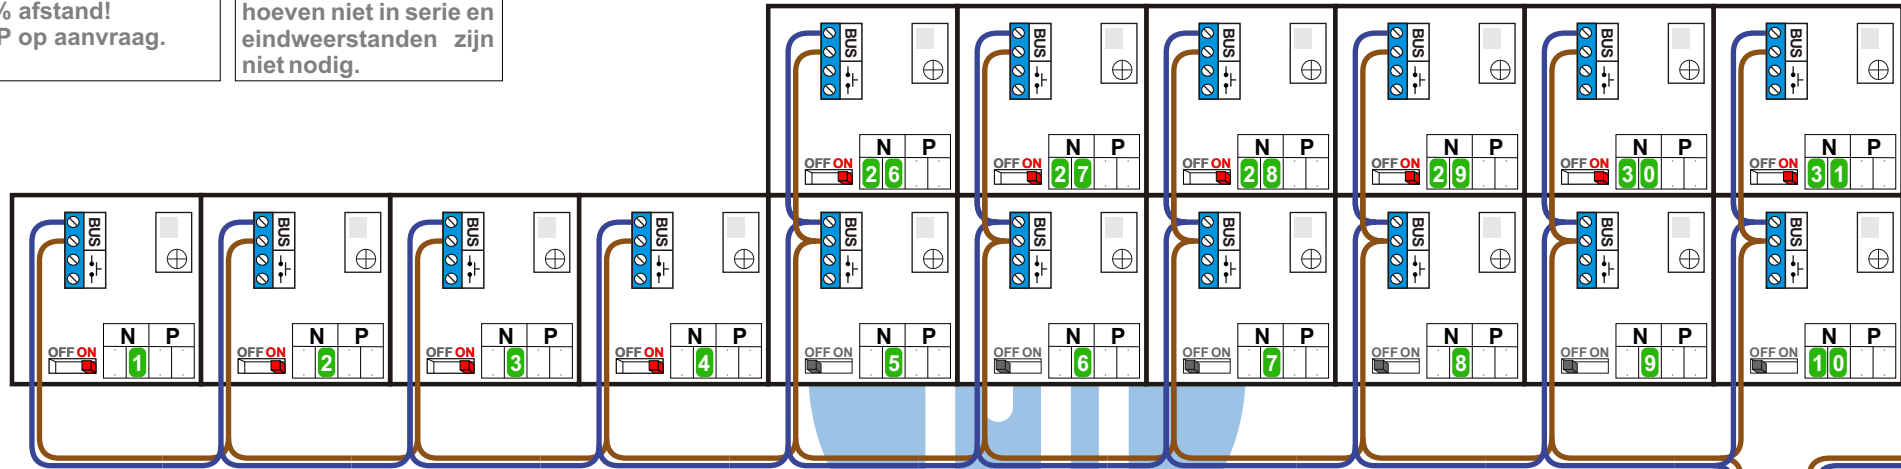 % afstand!
P op aanvraag.
hoeven niet in serie en
eindweerstanden zijn
niet nodig.
BUS BUS BUS BUS BUS BUS
N P N P N P N P N P N P
OFF ON 26 OFF ON 27 OFF ON 28 OFF ON 29 OFF ON 30 OFF ON 31
BUS BUS BUS BUS BUS BUS BUS BUS BUS BUS
N P N P N P N P N P N P N P N P N P N P
OFF ON 1 OFF ON 2 OFF ON 3 OFF ON 4 OFF ON 5 OFF ON 6 OFF ON 7 OFF ON 8 OFF ON 9 OFF ON 10